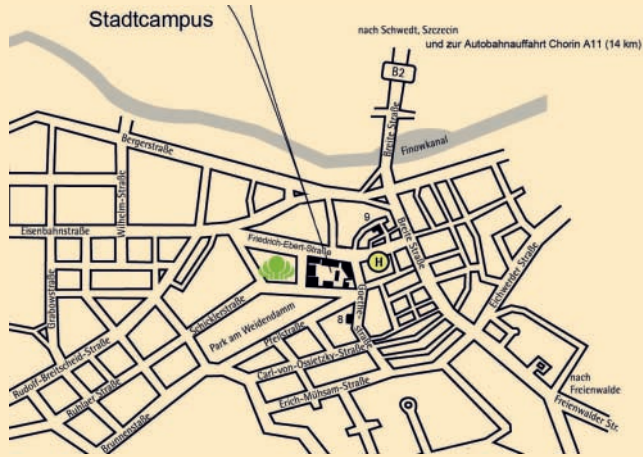 Stadtcampus
nach Schwedt, Szczecin
und zur Autobahnauffahrt Chorin A11 (14 km)
B2
Bergerstraße
Breite Straße
Finowkanal
Wilhelm-Straße
Eisenbahnstraße
9
Breite Straße
Friedrich-Ebert-Straße
H
Eichwerder Straße
Grabowstraße
Schicklerstraße
Goethe-
straße
Park am Weidendamm
8
Pfeilstraße
Rudolf-Breitscheid-Straße
Carl-von-Ossietzky-Straße
nach
Freienwalde
Ruhlaer Straße
Erich-Mühsam-Straße
Freienwalder Str.
Brunnenstaße